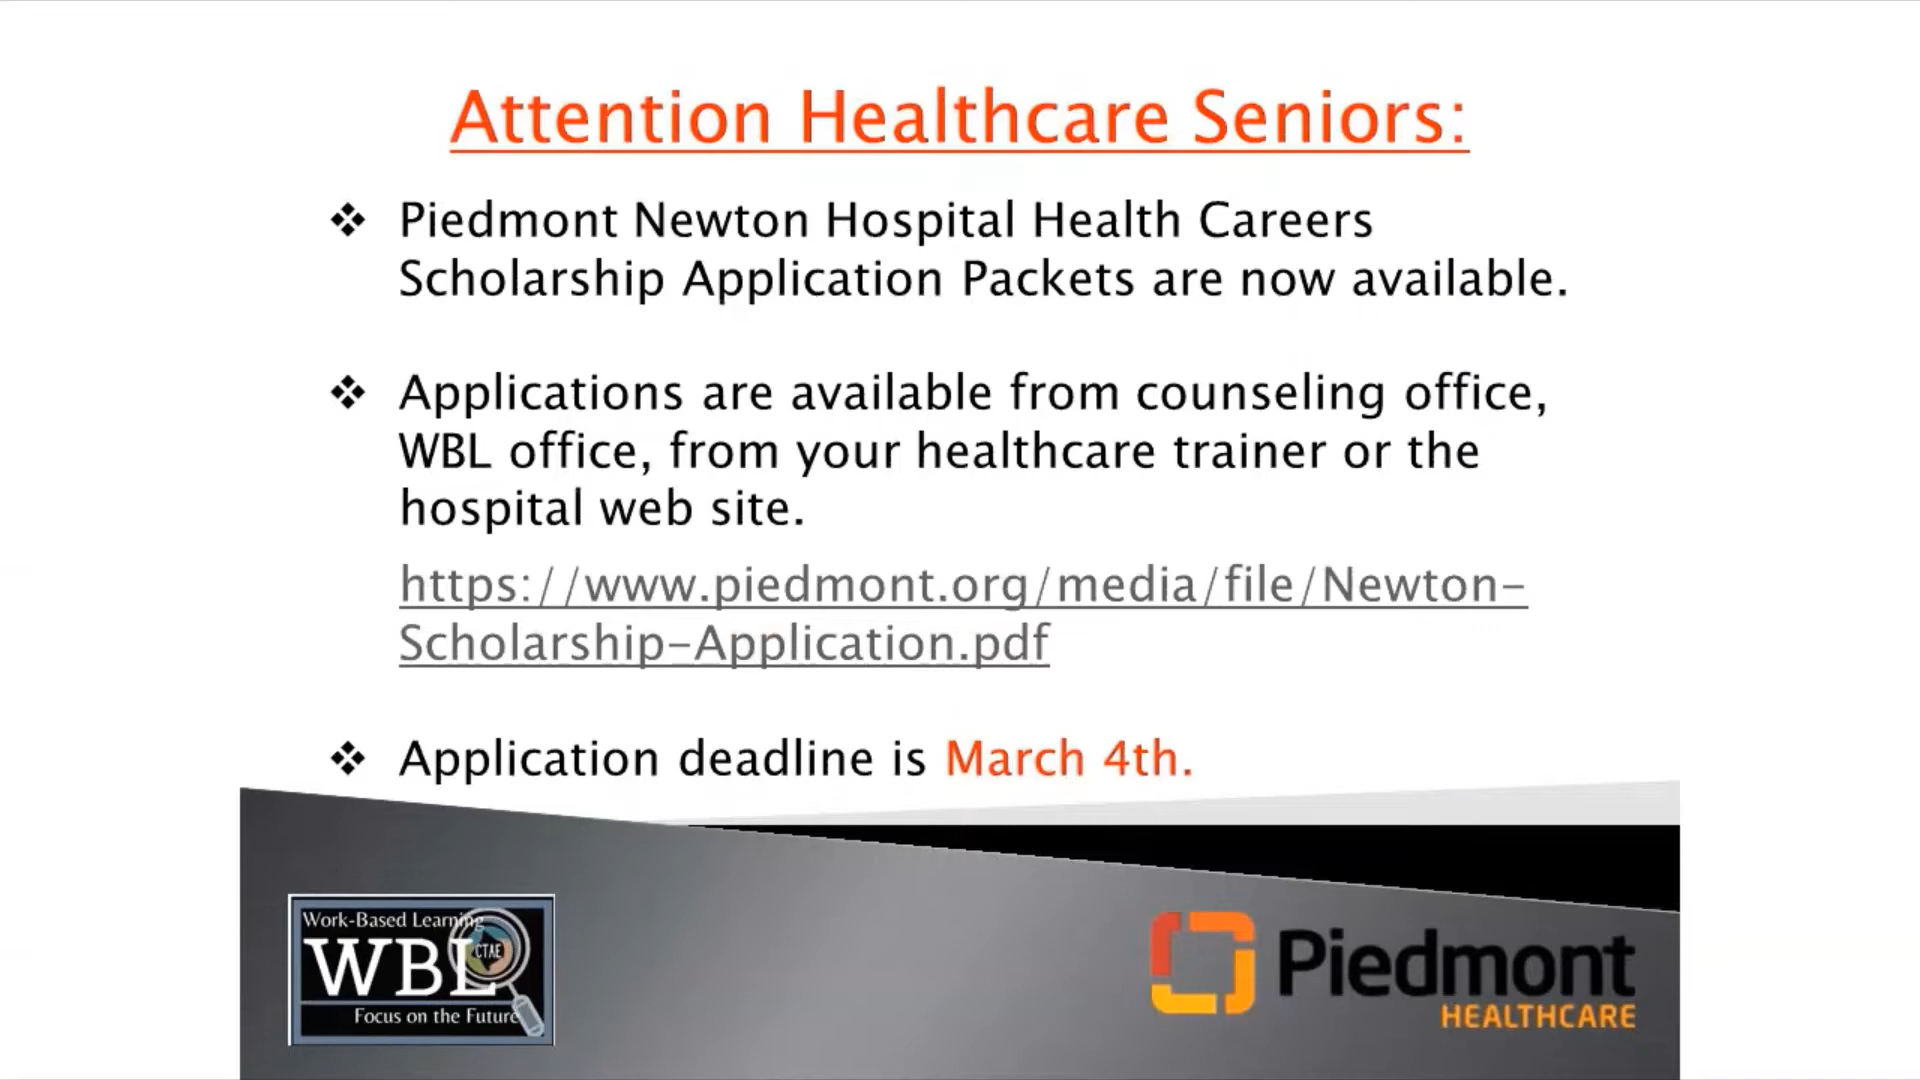 Attention Healthcare Seniors:
❖ Piedmont Newton Hospital Health Careers
Scholarship Application Packets are now available.
❖ Applications are available from counseling office,
WBL office, from your healthcare trainer or the
hospital web site.
https://www.piedmont.org/media/file/Newton-
Scholarship-Application.pdf
❖ Application deadline is March 4th.
Work-Based Learning
WBL
CTAE
Focus on the Future
Piedmont
HEALTHCARE